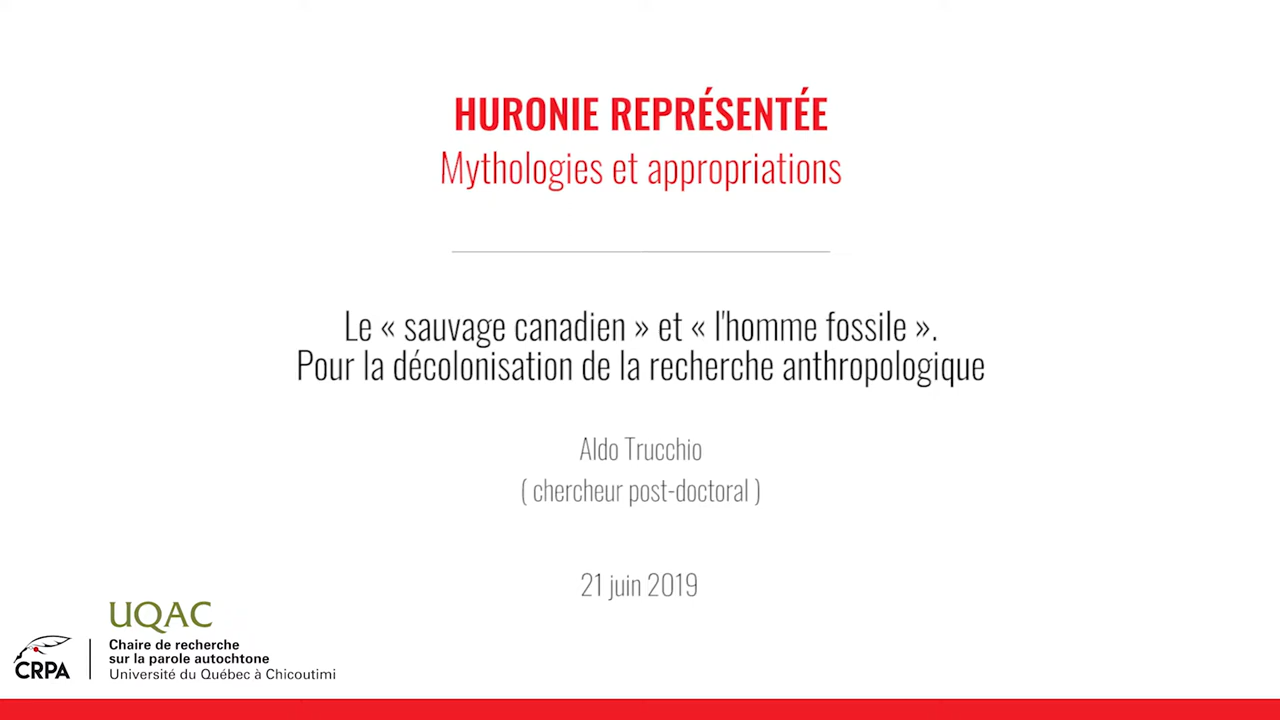 HURONIE REPRÉSENTÉE
Mythologies et appropriations
Le « sauvage canadien » et « l'homme fossile ».
Pour la décolonisation de la recherche anthropologique
Aldo Trucchio
( chercheur post-doctoral )
21 juin 2019
UQAC
CRPA
Chaire de recherche
sur la parole autochtone
Université du Québec à Chicoutimi